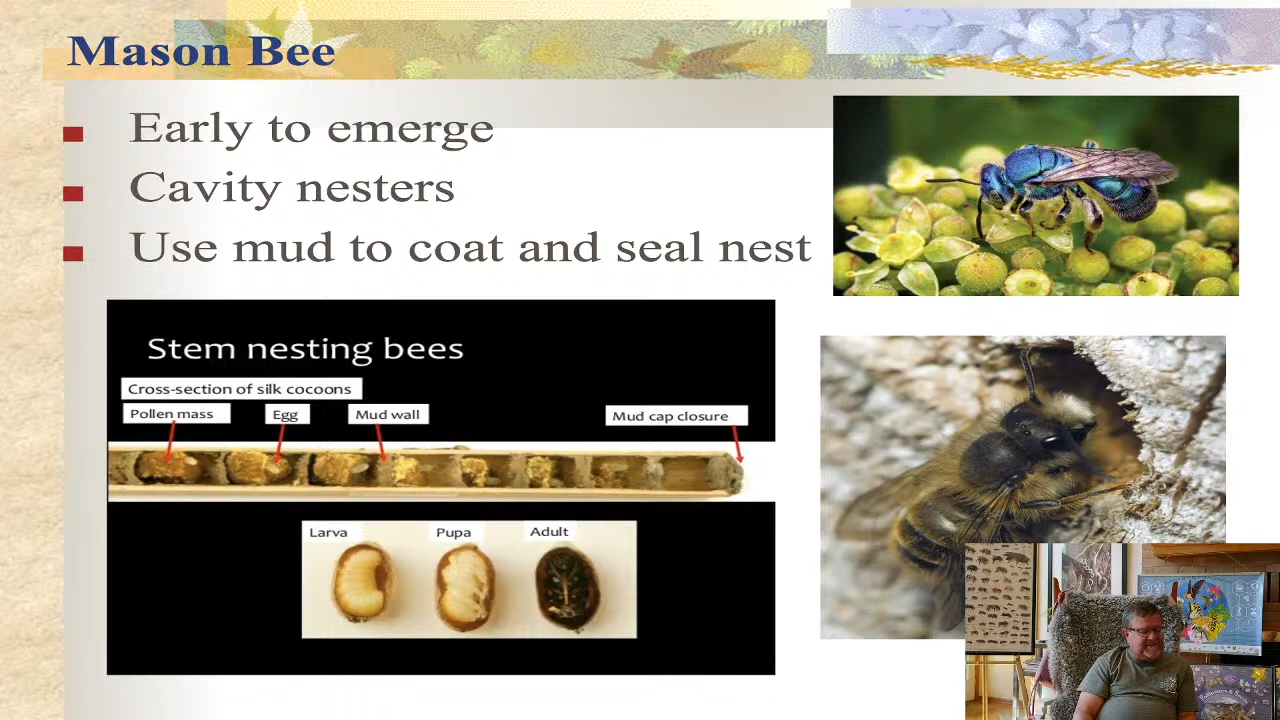 Mason Bee
Early to emerge
Cavity nesters
Use mud to coat and seal nest
Stem nesting bees
Cross-section of silk cocoons
Pollen mass
Egg
Mud wall
Mud cap closure
Larva
Pupa
Adult